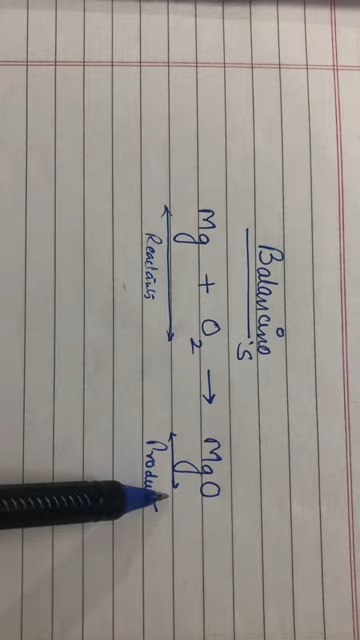 Balancing
Mg + O2 → MgO
Reactants